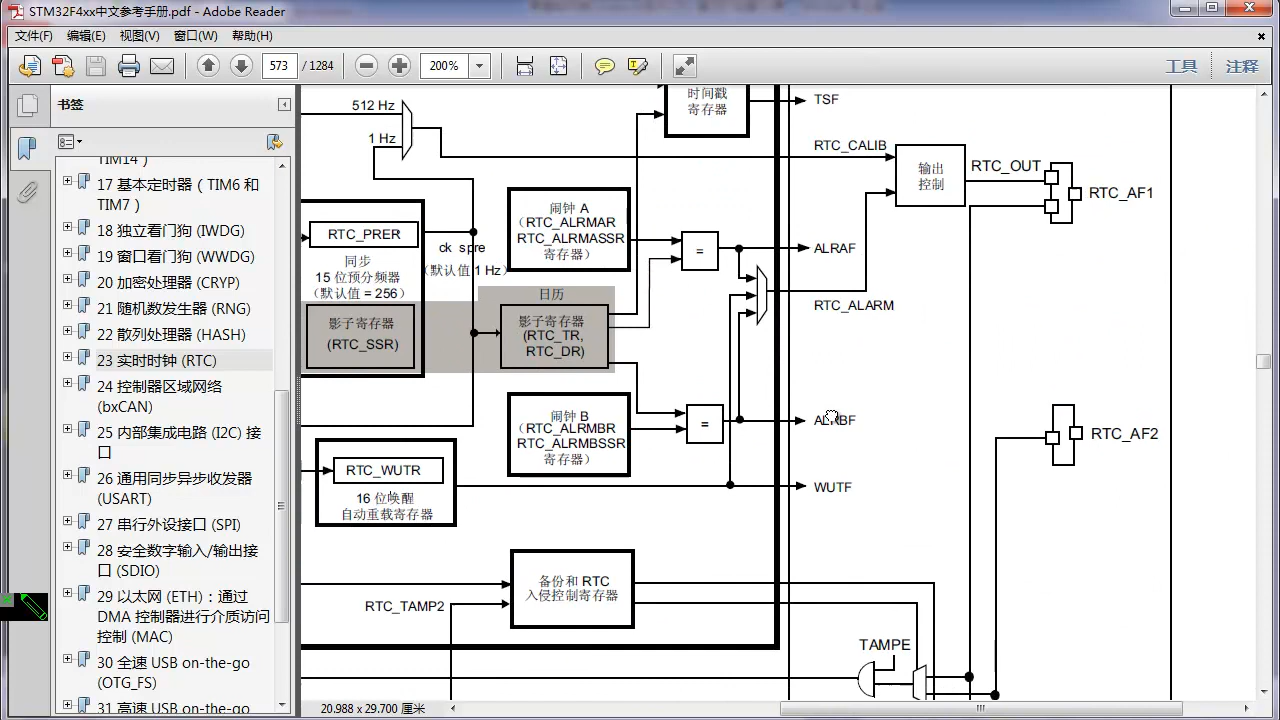 STM32F4xx中文参考手册.pdf - Adobe Reader
文件(F) 编辑(E) 视图(V) 窗口(W) 帮助(H)
573 / 1284 200% 工具 注释
书签
TIM14）
17 基本定时器（TIM6 和
TIM7 )
18 独立看门狗 (IWDG)
19 窗口看门狗 (WWDG)
20 加密处理器 (CRYP)
21 随机数发生器 (RNG)
22 散列处理器 (HASH)
23 实时时钟 (RTC)
24 控制器区域网络
(bxCAN)
25 内部集成电路 (I2C) 接
口
26 通用同步异步收发器
(USART)
27 串行外设接口 (SPI)
28 安全数字输入/输出接
口 (SDIO)
29 以太网 (ETH)：通过
DMA 控制器进行介质访问
控制 (MAC)
30 全速 USB on-the-go
(OTG_FS)
31 高速 USB on-the-go
512 Hz
1 Hz
时间戳
寄存器
TSF
RTC_CALIB
输出
控制
RTC_OUT
RTC_AF1
RTC_PRER
同步
15 位预分频器
（默认值 = 256）
ck_spre
（默认值 1 Hz）
闹钟 A
（RTC_ALRMAR
RTC_ALRMASSR
寄存器）
=
ALRAF
RTC_ALARM
影子寄存器
(RTC_SSR)
日历
影子寄存器
(RTC_TR,
RTC_DR)
闹钟 B
（RTC_ALRMBR
RTC_ALRMBSSR
寄存器）
=
ALRBF
RTC_AF2
RTC_WUTR
16 位唤醒
自动重载寄存器
WUTF
备份和 RTC
入侵控制寄存器
RTC_TAMP2
TAMPE
20.988 x 29.700 厘米